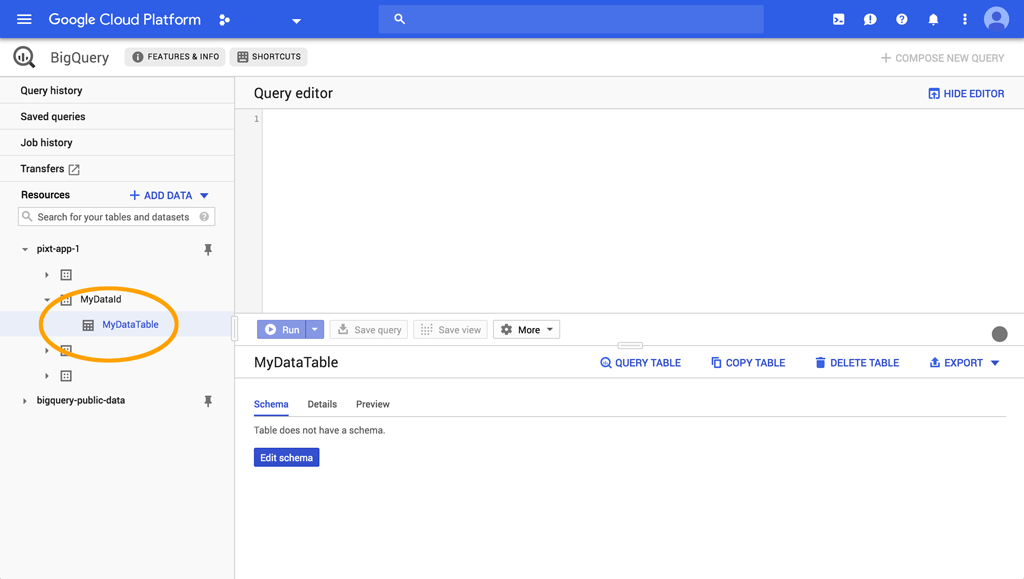 Google Cloud Platform
BigQuery FEATURES & INFO SHORTCUTS COMPOSE NEW QUERY
Query history
Saved queries
Job history
Transfers
Resources ADD DATA
Search for your tables and datasets
pixt-app-1
MyDataId
MyDataTable
bigquery-public-data
Query editor HIDE EDITOR
1
Run Save query Save view More
MyDataTable QUERY TABLE COPY TABLE DELETE TABLE EXPORT
Schema Details Preview
Table does not have a schema.
Edit schema